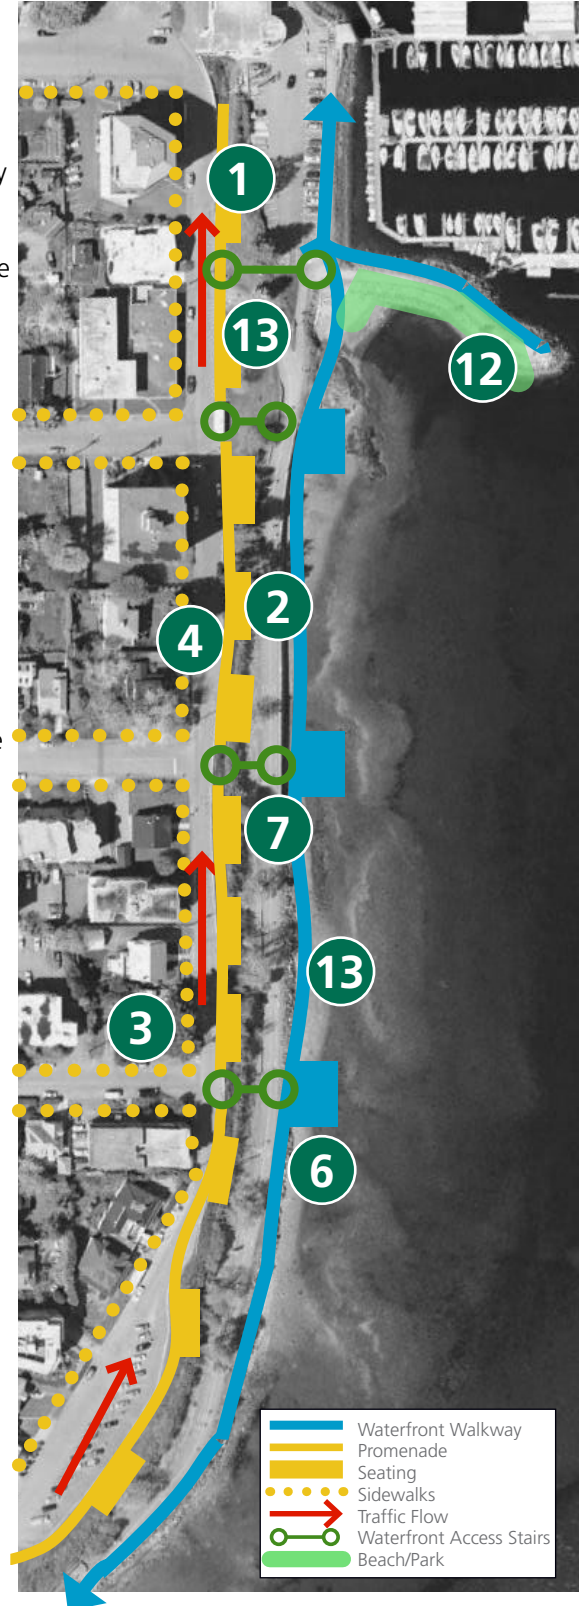 y
1
e
13
12
2
4
e
7
13
3
6
Waterfront Walkway
Promenade
Seating
Sidewalks
Traffic Flow
Waterfront Access Stairs
Beach/Park